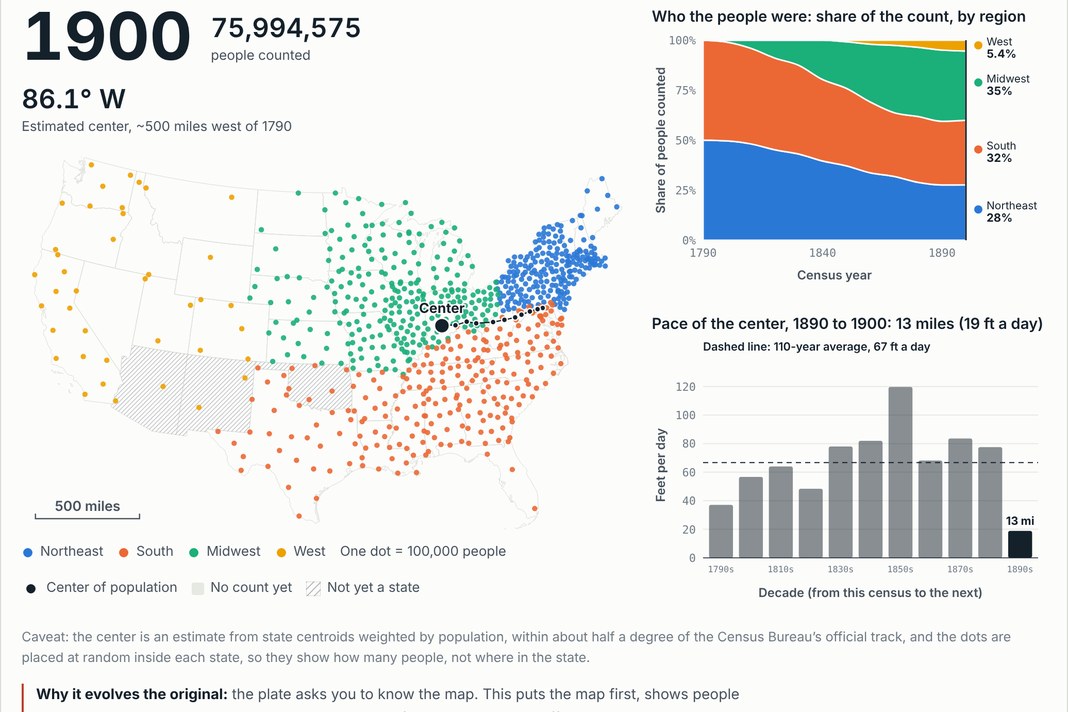 1900
75,994,575
people counted
86.1° W
Estimated center, ~500 miles west of 1790
Center
500 miles
Northeast South Midwest West One dot = 100,000 people
Center of population No count yet Not yet a state
Who the people were: share of the count, by region
Share of people counted
100%
75%
50%
25%
0%
1790 1840 1890
Census year
West
5.4%
Midwest
35%
South
32%
Northeast
28%
Pace of the center, 1890 to 1900: 13 miles (19 ft a day)
Dashed line: 110-year average, 67 ft a day
Feet per day
120
100
80
60
40
20
0
13 mi
1790s 1810s 1830s 1850s 1870s 1890s
Decade (from this census to the next)
Caveat: the center is an estimate from state centroids weighted by population, within about half a degree of the Census Bureau's official track, and the dots are
placed at random inside each state, so they show how many people, not where in the state.
Why it evolves the original: the plate asks you to know the map. This puts the map first, shows people